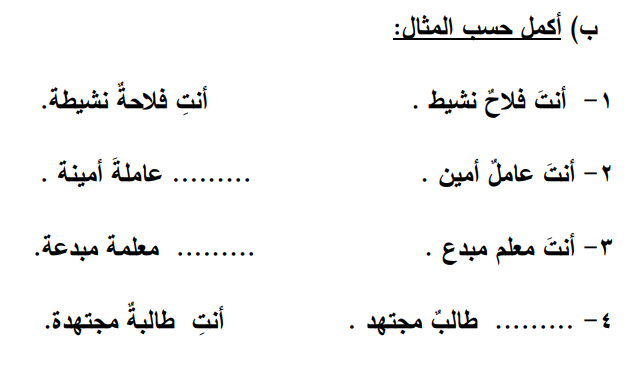 ب) أكمل حسب المثال:
١- أنتَ فلاحٌ نشيط . أنتِ فلاحةٌ نشيطة.
٢- أنتَ عاملٌ أمين . ......... عاملةَ أمينة .
٣- أنتَ معلم مبدع . ......... معلمة مبدعة.
٤- ......... طالبٌ مجتهد . أنتِ طالبةٌ مجتهدة.